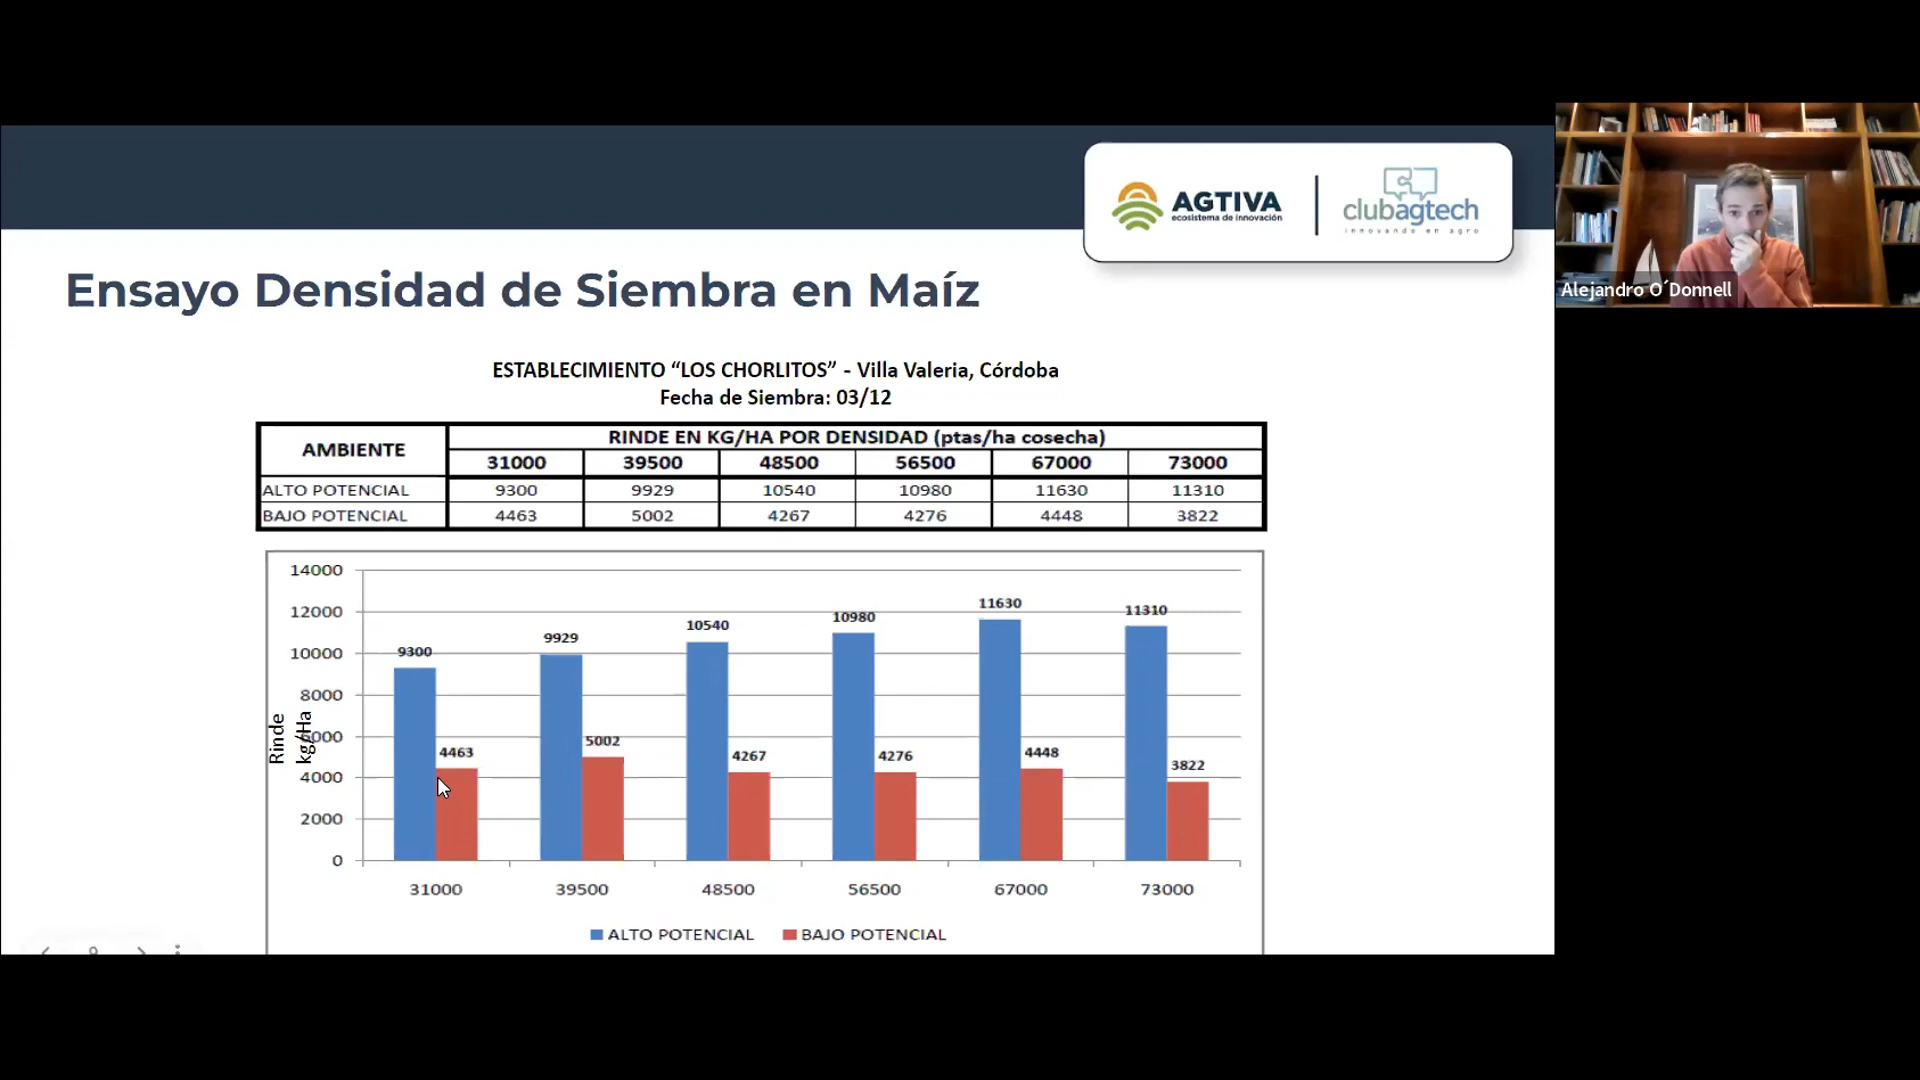 AGTIVA
ecosistema de innovación
clubagtech
innovando en agro
Alejandro O´Donnell
Ensayo Densidad de Siembra en Maíz
ESTABLECIMIENTO “LOS CHORLITOS” - Villa Valeria, Córdoba
Fecha de Siembra: 03/12
AMBIENTE RINDE EN KG/HA POR DENSIDAD (ptas/ha cosecha)
31000 39500 48500 56500 67000 73000
ALTO POTENCIAL 9300 9929 10540 10980 11630 11310
BAJO POTENCIAL 4463 5002 4267 4276 4448 3822
14000
12000
10000
8000
6000
4000
2000
0
Rinde
kg/Ha
9300 9929 10540 10980 11630 11310
4463 5002 4267 4276 4448 3822
31000 39500 48500 56500 67000 73000
ALTO POTENCIAL BAJO POTENCIAL